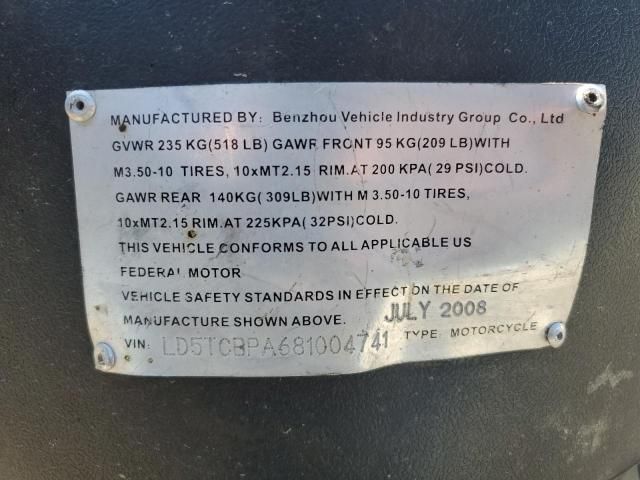 MANUFACTURED BY: Benzhou Vehicle Industry Group Co., Ltd
GVWR 235 KG(518 LB) GAWR FRONT 95 KG(209 LB)WITH
M3.50-10 TIRES, 10xMT2.15 RIM.AT 200 KPA(29 PSI)COLD.
GAWR REAR 140KG(309LB)WITH M 3.50-10 TIRES,
10xMT2.15 RIM.AT 225KPA(32PSI)COLD.
THIS VEHICLE CONFORMS TO ALL APPLICABLE US
FEDERAL MOTOR
VEHICLE SAFETY STANDARDS IN EFFECT ON THE DATE OF
MANUFACTURE SHOWN ABOVE. JULY 2008
VIN: LD5TCBPA681004741 TYPE: MOTORCYCLE